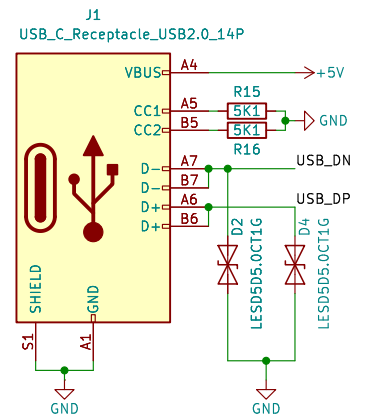 J1
USB_C_Receptacle_USB2.0_14P
VBUS A4 +5V
R15
CC1 A5 5K1
GND
CC2 B5 5K1
R16
D- A7 USB_DN
D- B7
D+ A6 USB_DP
D+ B6
D2
LESD5D5.0CT1G
D4
LESD5D5.0CT1G
SHIELD
GND
S1
A1
GND
GND